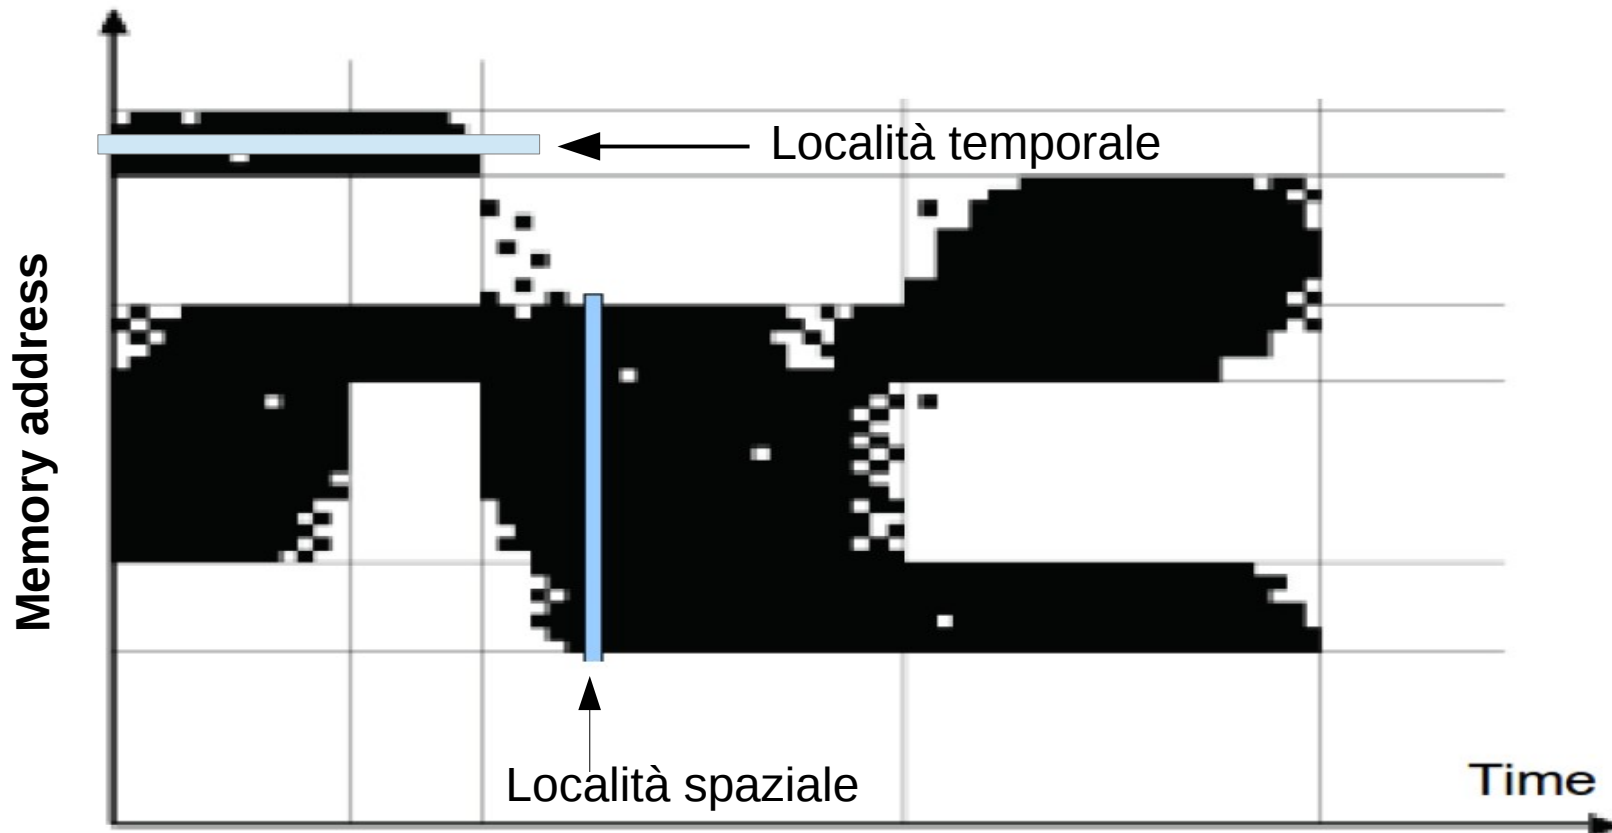 Località temporale
Memory address
Località spaziale
Time